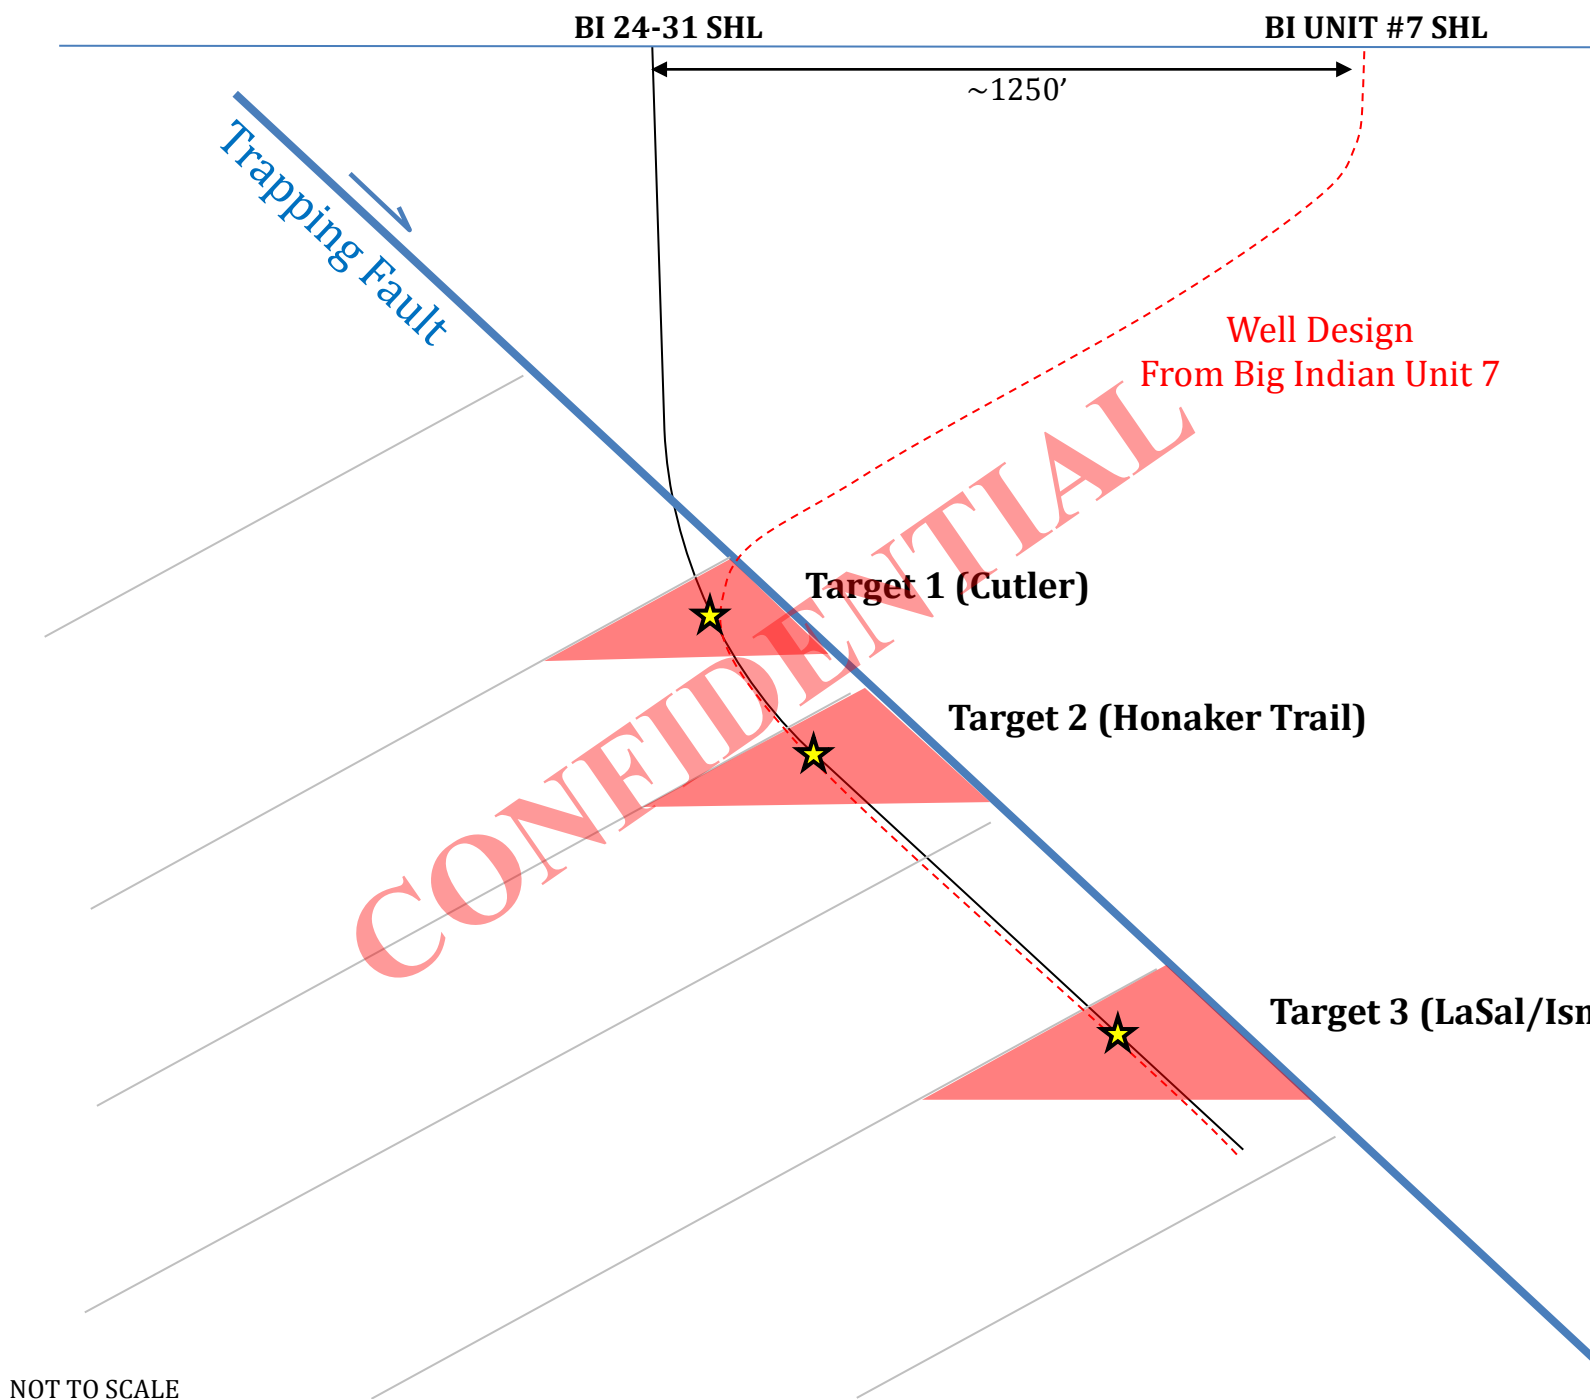 BI 24-31 SHL
BI UNIT #7 SHL
~1250’
Trapping Fault
Well Design
From Big Indian Unit 7
CONFIDENTIAL
Target 1 (Cutler)
Target 2 (Honaker Trail)
Target 3 (LaSal/
NOT TO SCALE